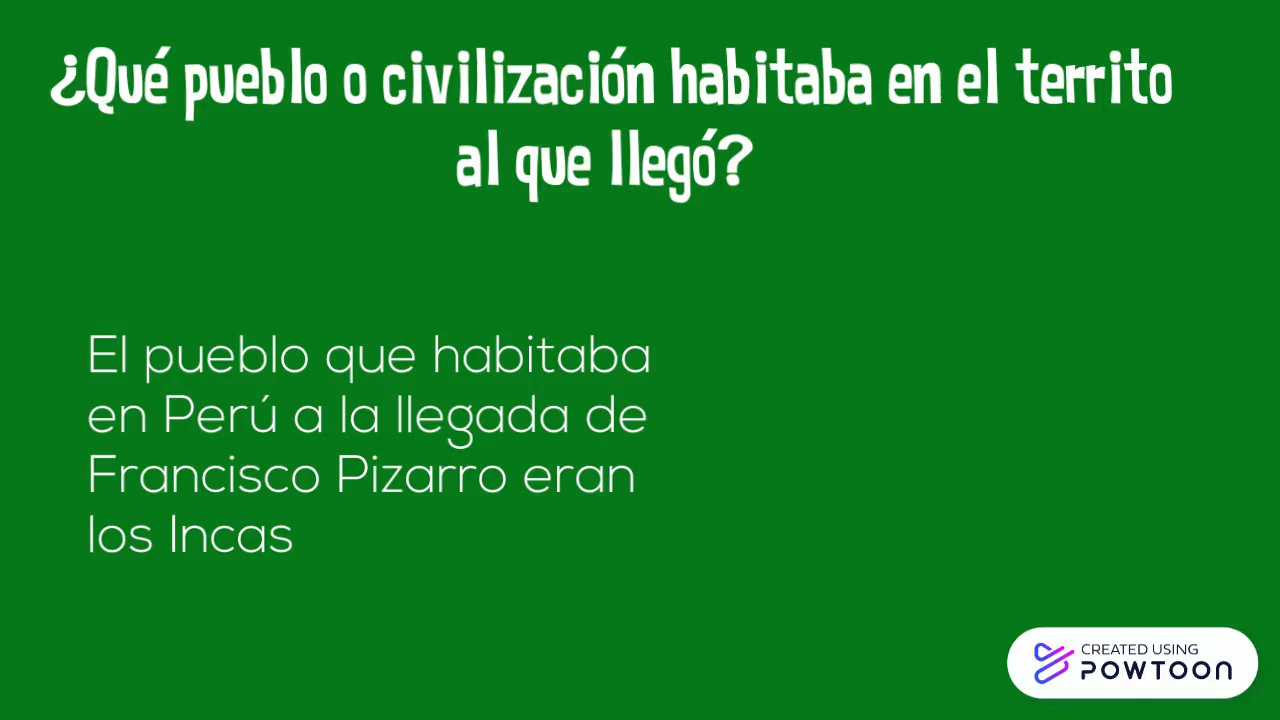 ¿Qué pueblo o civilización habitaba en el territo
al que llegó?
El pueblo que habitaba
en Perú a la llegada de
Francisco Pizarro eran
los Incas
CREATED USING
POWTOON